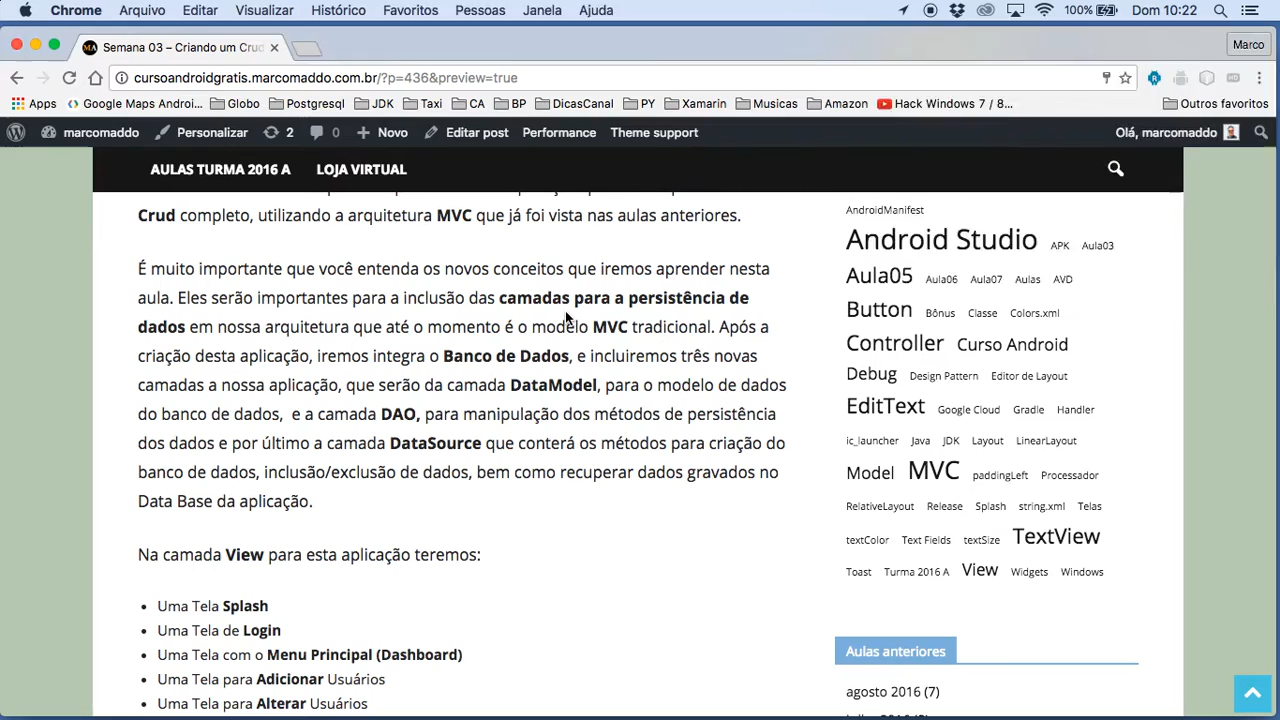 Chrome Arquivo Editar Visualizar Histórico Favoritos Pessoas Janela Ajuda 100% Dom 10:22
Semana 03 – Criando um Crud Marco
cursoandroidgratis.marcomaddo.com.br/?p=436&preview=true
Apps Google Maps Androi... Globo Postgresql JDK Taxi CA BP DicasCanal PY Xamarin Musicas Amazon Hack Windows 7 / 8... Outros favoritos
marcomaddo Personalizar 2 0 Novo Editar post Performance Theme support Olá, marcomaddo
AULAS TURMA 2016 A LOJA VIRTUAL
Crud completo, utilizando a arquitetura MVC que já foi vista nas aulas anteriores.
É muito importante que você entenda os novos conceitos que iremos aprender nesta
aula. Eles serão importantes para a inclusão das camadas para a persistência de
dados em nossa arquitetura que até o momento é o modelo MVC tradicional. Após a
criação desta aplicação, iremos integra o Banco de Dados, e incluiremos três novas
camadas a nossa aplicação, que serão da camada DataModel, para o modelo de dados
do banco de dados, e a camada DAO, para manipulação dos métodos de persistência
dos dados e por último a camada DataSource que conterá os métodos para criação do
banco de dados, inclusão/exclusão de dados, bem como recuperar dados gravados no
Data Base da aplicação.
Na camada View para esta aplicação teremos:
• Uma Tela Splash
• Uma Tela de Login
• Uma Tela com o Menu Principal (Dashboard)
• Uma Tela para Adicionar Usuários
• Uma Tela para Alterar Usuários
AndroidManifest
Android Studio APK Aula03
Aula05 Aula06 Aula07 Aulas AVD
Button Bônus Classe Colors.xml
Controller Curso Android
Debug Design Pattern Editor de Layout
EditText Google Cloud Gradle Handler
ic_launcher Java JDK Layout LinearLayout
Model MVC paddingLeft Processador
RelativeLayout Release Splash string.xml Telas
textColor Text Fields textSize TextView
Toast Turma 2016 A View Widgets Windows
Aulas anteriores
agosto 2016 (7)